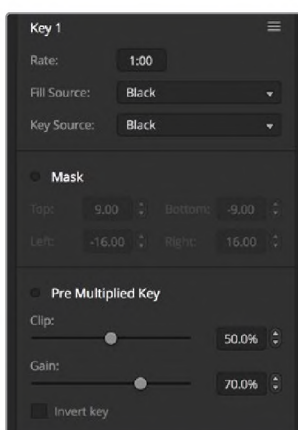 Key 1
Rate: 1:00
Fill Source: Black
Key Source: Black
Mask
Top: 9.00 Bottom: -9.00
Left: -16.00 Right: 16.00
Pre Multiplied Key
Clip:
50.0%
Gain:
70.0%
Invert key